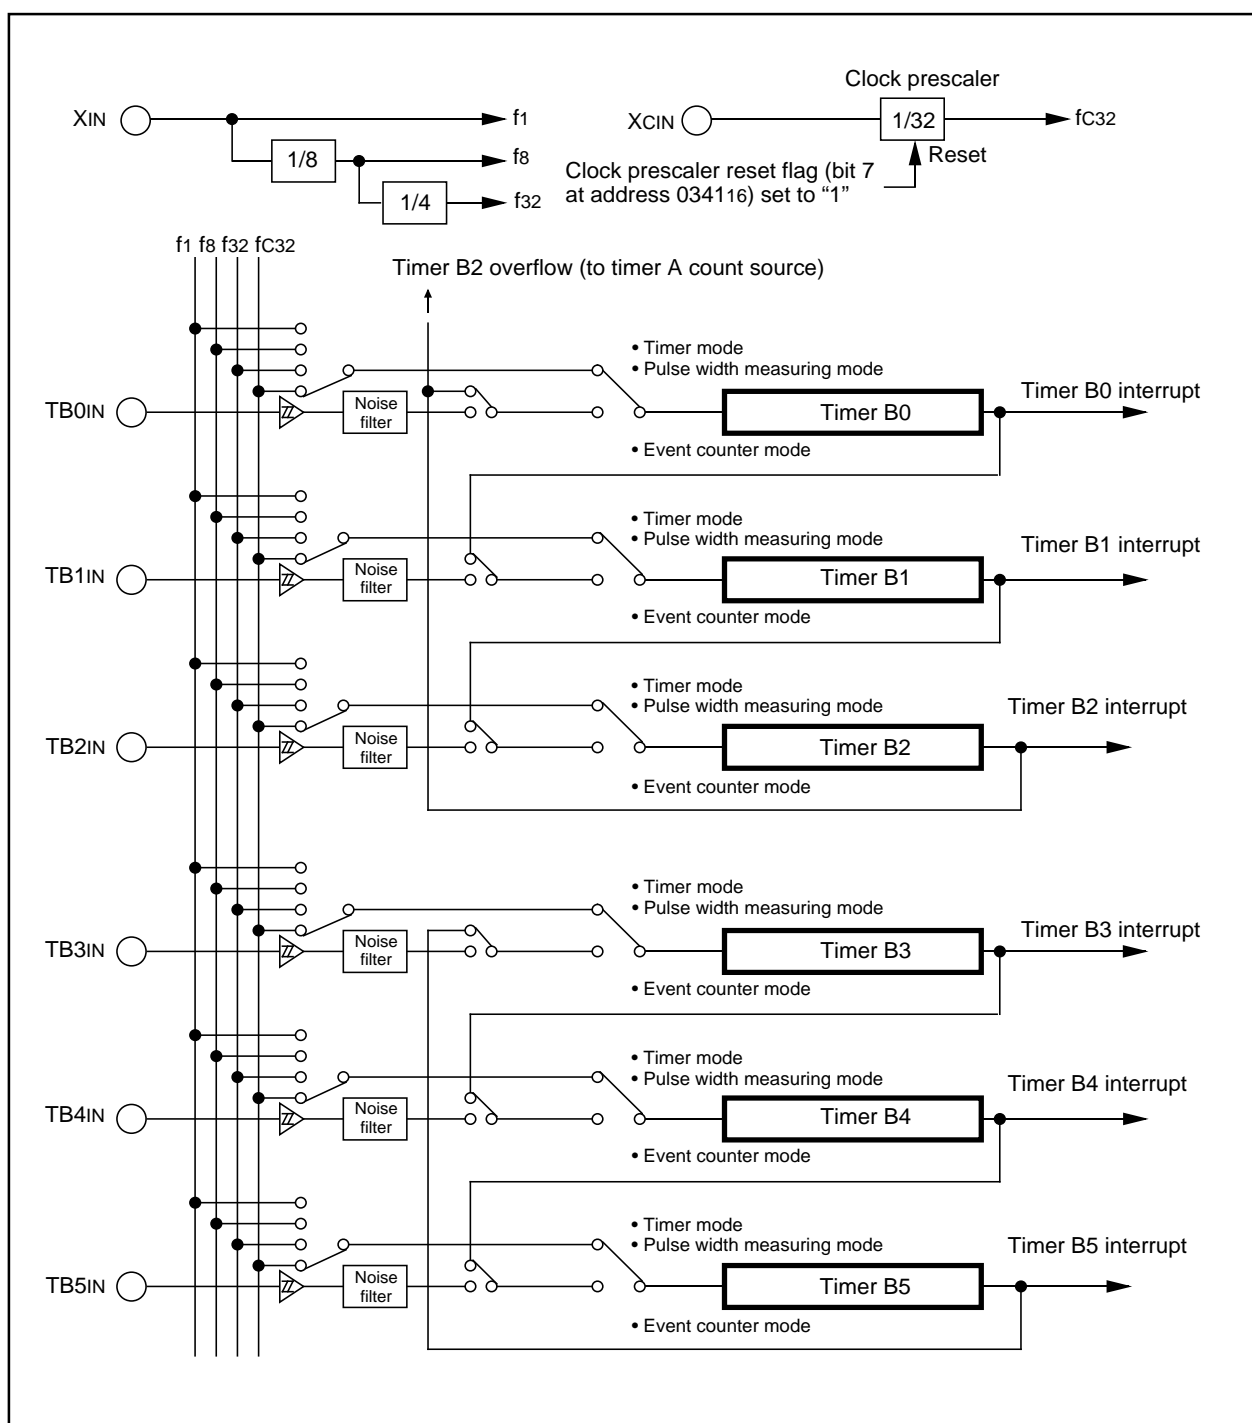 Clock prescaler
XIN
f1
XCIN
1/32
fC32
1/8
f8
Reset
Clock prescaler reset flag (bit 7
at address 034116) set to “1”
1/4
f32
f1 f8 f32 fC32
Timer B2 overflow (to timer A count source)
• Timer mode
• Pulse width measuring mode
TB0IN
Noise
filter
Timer B0
Timer B0 interrupt
• Event counter mode
• Timer mode
• Pulse width measuring mode
TB1IN
Noise
filter
Timer B1
Timer B1 interrupt
• Event counter mode
• Timer mode
• Pulse width measuring mode
TB2IN
Noise
filter
Timer B2
Timer B2 interrupt
• Event counter mode
• Timer mode
• Pulse width measuring mode
TB3IN
Noise
filter
Timer B3
Timer B3 interrupt
• Event counter mode
• Timer mode
• Pulse width measuring mode
TB4IN
Noise
filter
Timer B4
Timer B4 interrupt
• Event counter mode
• Timer mode
• Pulse width measuring mode
TB5IN
Noise
filter
Timer B5
Timer B5 interrupt
• Event counter mode